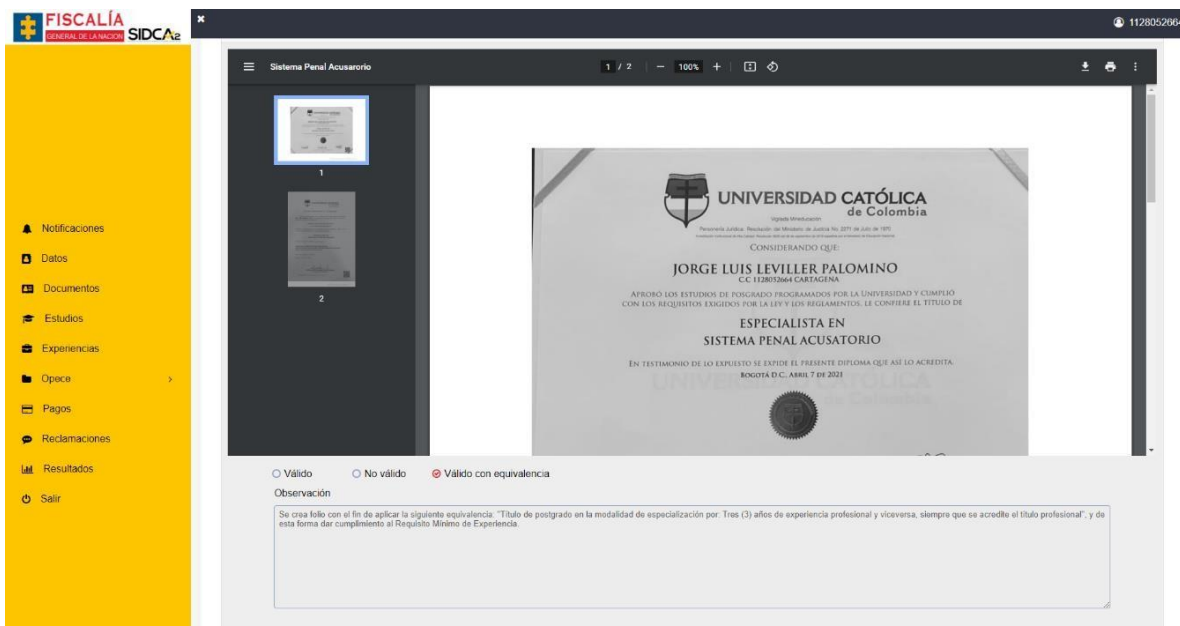 FISCALÍA
GENERAL DE LA NACION SIDCA2
112805266
Notificaciones
Datos
Documentos
Estudios
Experiencias
Opece
Pagos
Reclamaciones
Resultados
Salir
Sistema Penal Acusarorio
1 / 2
100%
1
2
UNIVERSIDAD CATÓLICA
de Colombia
Vigilada Mineducación
CONSIDERANDO QUE:
JORGE LUIS LEVILLER PALOMINO
C.C 1128052664 CARTAGENA
APROBÓ LOS ESTUDIOS DE POSGRADO PROGRAMADOS POR LA UNIVERSIDAD Y CUMPLIÓ
CON LOS REQUISITOS EXIGIDOS POR LA LEY Y LOS REGLAMENTOS, LE CONFIERE EL TÍTULO DE
ESPECIALISTA EN
SISTEMA PENAL ACUSATORIO
EN TESTIMONIO DE LO EXPUESTO SE EXPIDE EL PRESENTE DIPLOMA QUE ASÍ LO ACREDITA.
BOGOTÁ D.C., ABRIL 7 DE 2021
Válido No válido Válido con equivalencia
Observación
Se crea folio con el fin de aplicar la siguiente equivalencia: "Título de postgrado en la modalidad de especialización por: Tres (3) años de experiencia profesional y viceversa, siempre que se acredite el título profesional", y de
esta forma dar cumplimiento al Requisito Mínimo de Experiencia.